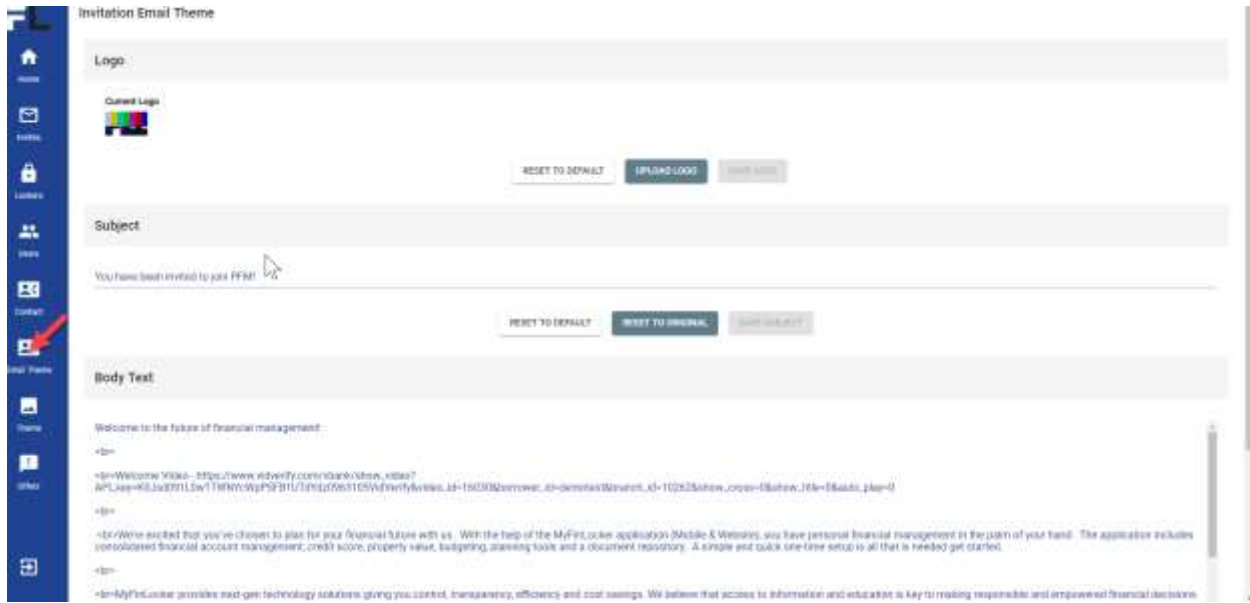 Invitation Email Theme
Logo
Home
Current Logo
Invites
RESET TO DEFAULT
UPLOAD LOGO
SAVE LOGO
Lockers
Subject
Users
You have been invited to join PFM!
Contact
RESET TO DEFAULT
RESET TO ORIGINAL
SAVE SUBJECT
Email Theme
Body Text
Theme
Welcome to the future of financial management!
<br>
Offers
<br>Welcome Video - https://www.vidverify.com/vbank/show_video?
<br>
<br>We're excited that you've chosen to plan for your financial future with us. With the help of the MyFinLocker application (Mobile & Website), you have personal financial management in the palm of your hand. The application includes
consolidated financial account management, credit score, property value, budgeting, planning tools and a document repository. A simple and quick one-time setup is all that is needed get started.
<br>
<br>MyFinLocker provides next-gen technology solutions giving you control, transparency, efficiency and cost savings. We believe that access to information and education is key to making responsible and empowered financial decisions